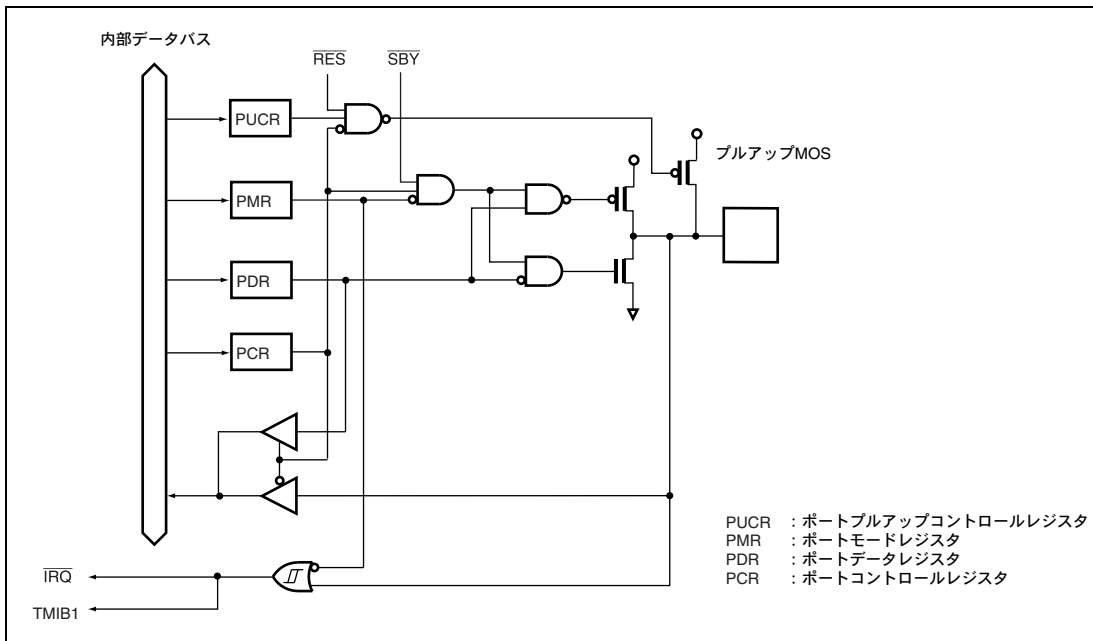 内部データバス
RES
SBY
PUCR
プルアップMOS
PMR
PDR
PCR
PUCR ：ポートプルアップコントロールレジスタ
PMR ：ポートモードレジスタ
PDR ：ポートデータレジスタ
PCR ：ポートコントロールレジスタ
IRQ
TMIB1